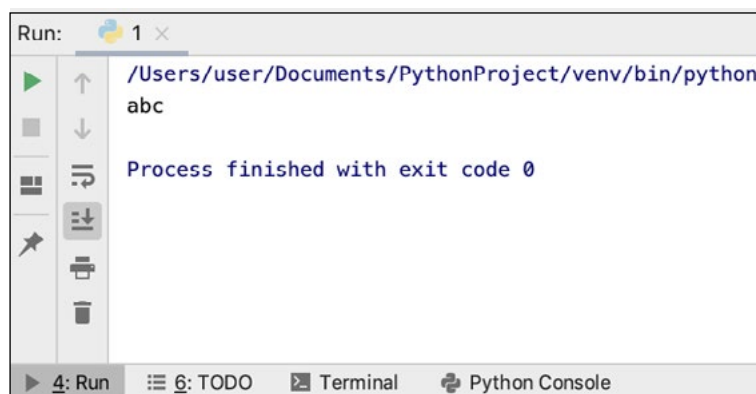 Run: 1
/Users/user/Documents/PythonProject/venv/bin/python
abc
Process finished with exit code 0
4: Run 6: TODO Terminal Python Console